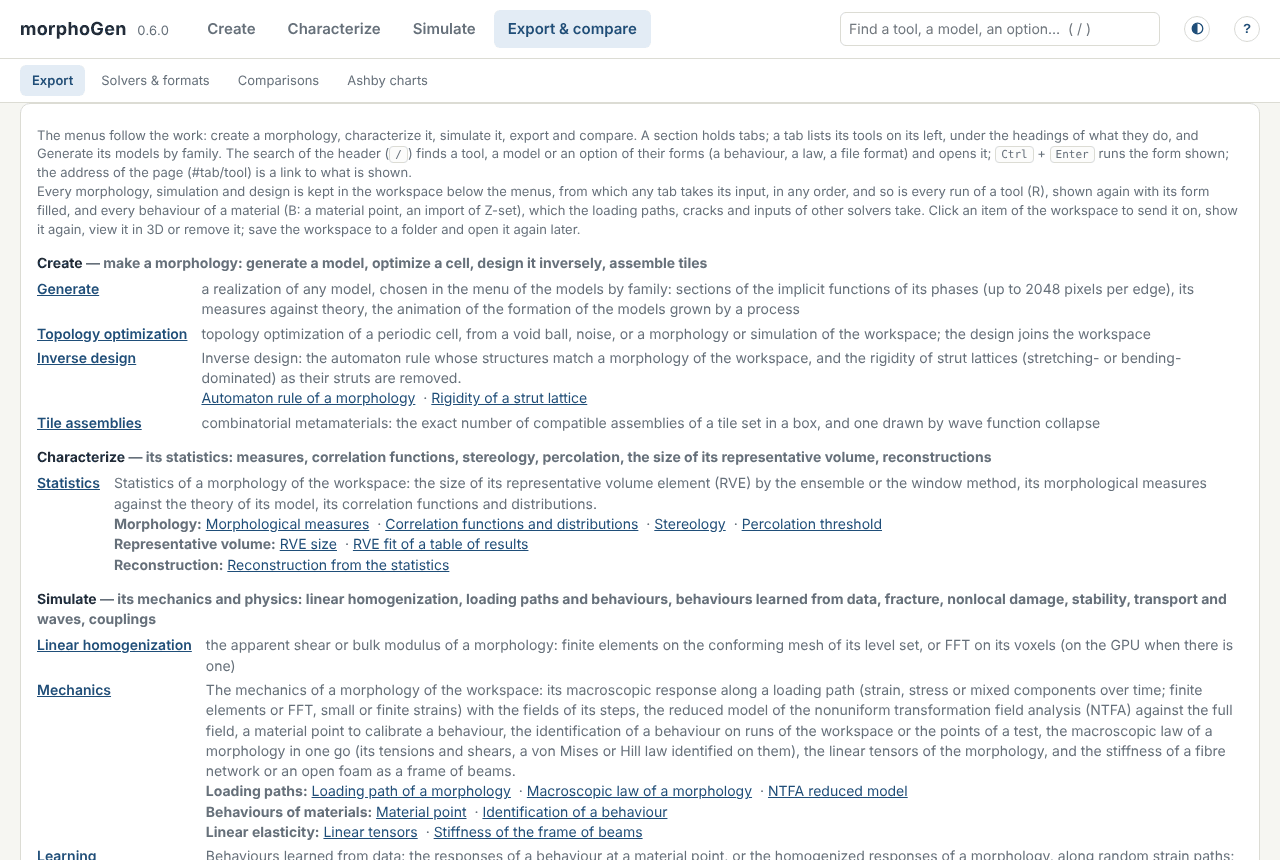 morphoGen 0.6.0 Create Characterize Simulate Export & compare Find a tool, a model, an option... ( / ) ?
Export Solvers & formats Comparisons Ashby charts
The menus follow the work: create a morphology, characterize it, simulate it, export and compare. A section holds tabs; a tab lists its tools on its left, under the headings of what they do, and
Generate its models by family. The search of the header ( / ) finds a tool, a model or an option of their forms (a behaviour, a law, a file format) and opens it; Ctrl + Enter runs the form shown;
the address of the page (#tab/tool) is a link to what is shown.
Every morphology, simulation and design is kept in the workspace below the menus, from which any tab takes its input, in any order, and so is every run of a tool (R), shown again with its form
filled, and every behaviour of a material (B: a material point, an import of Z-set), which the loading paths, cracks and inputs of other solvers take. Click an item of the workspace to send it on, show
it again, view it in 3D or remove it; save the workspace to a folder and open it again later.
Create — make a morphology: generate a model, optimize a cell, design it inversely, assemble tiles
Generate a realization of any model, chosen in the menu of the models by family: sections of the implicit functions of its phases (up to 2048 pixels per edge), its
measures against theory, the animation of the formation of the models grown by a process
Topology optimization topology optimization of a periodic cell, from a void ball, noise, or a morphology or simulation of the workspace; the design joins the workspace
Inverse design Inverse design: the automaton rule whose structures match a morphology of the workspace, and the rigidity of strut lattices (stretching- or bending-
dominated) as their struts are removed.
Automaton rule of a morphology · Rigidity of a strut lattice
Tile assemblies combinatorial metamaterials: the exact number of compatible assemblies of a tile set in a box, and one drawn by wave function collapse
Characterize — its statistics: measures, correlation functions, stereology, percolation, the size of its representative volume, reconstructions
Statistics Statistics of a morphology of the workspace: the size of its representative volume element (RVE) by the ensemble or the window method, its morphological measures
against the theory of its model, its correlation functions and distributions.
Morphology: Morphological measures · Correlation functions and distributions · Stereology · Percolation threshold
Representative volume: RVE size · RVE fit of a table of results
Reconstruction: Reconstruction from the statistics
Simulate — its mechanics and physics: linear homogenization, loading paths and behaviours, behaviours learned from data, fracture, nonlocal damage, stability, transport and
waves, couplings
Linear homogenization the apparent shear or bulk modulus of a morphology: finite elements on the conforming mesh of its level set, or FFT on its voxels (on the GPU when there is
one)
Mechanics The mechanics of a morphology of the workspace: its macroscopic response along a loading path (strain, stress or mixed components over time; finite
elements or FFT, small or finite strains) with the fields of its steps, the reduced model of the nonuniform transformation field analysis (NTFA) against the full
field, a material point to calibrate a behaviour, the identification of a behaviour on runs of the workspace or the points of a test, the macroscopic law of a
morphology in one go (its tensions and shears, a von Mises or Hill law identified on them), the linear tensors of the morphology, and the stiffness of a fibre
network or an open foam as a frame of beams.
Loading paths: Loading path of a morphology · Macroscopic law of a morphology · NTFA reduced model
Behaviours of materials: Material point · Identification of a behaviour
Linear elasticity: Linear tensors · Stiffness of the frame of beams
Learning Behaviours learned from data: the responses of a behaviour at a material point, or the homogenized responses of a morphology, along random strain paths;